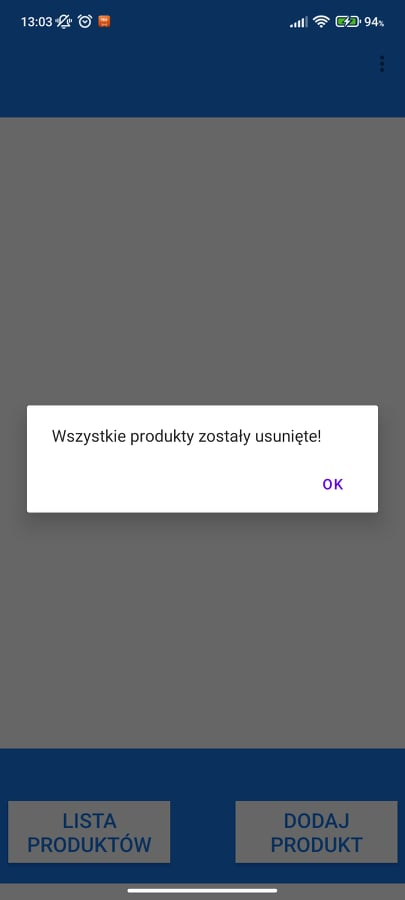 13:03
94%
Wszystkie produkty zostały usunięte!
OK
LISTA
PRODUKTÓW
DODAJ
PRODUKT